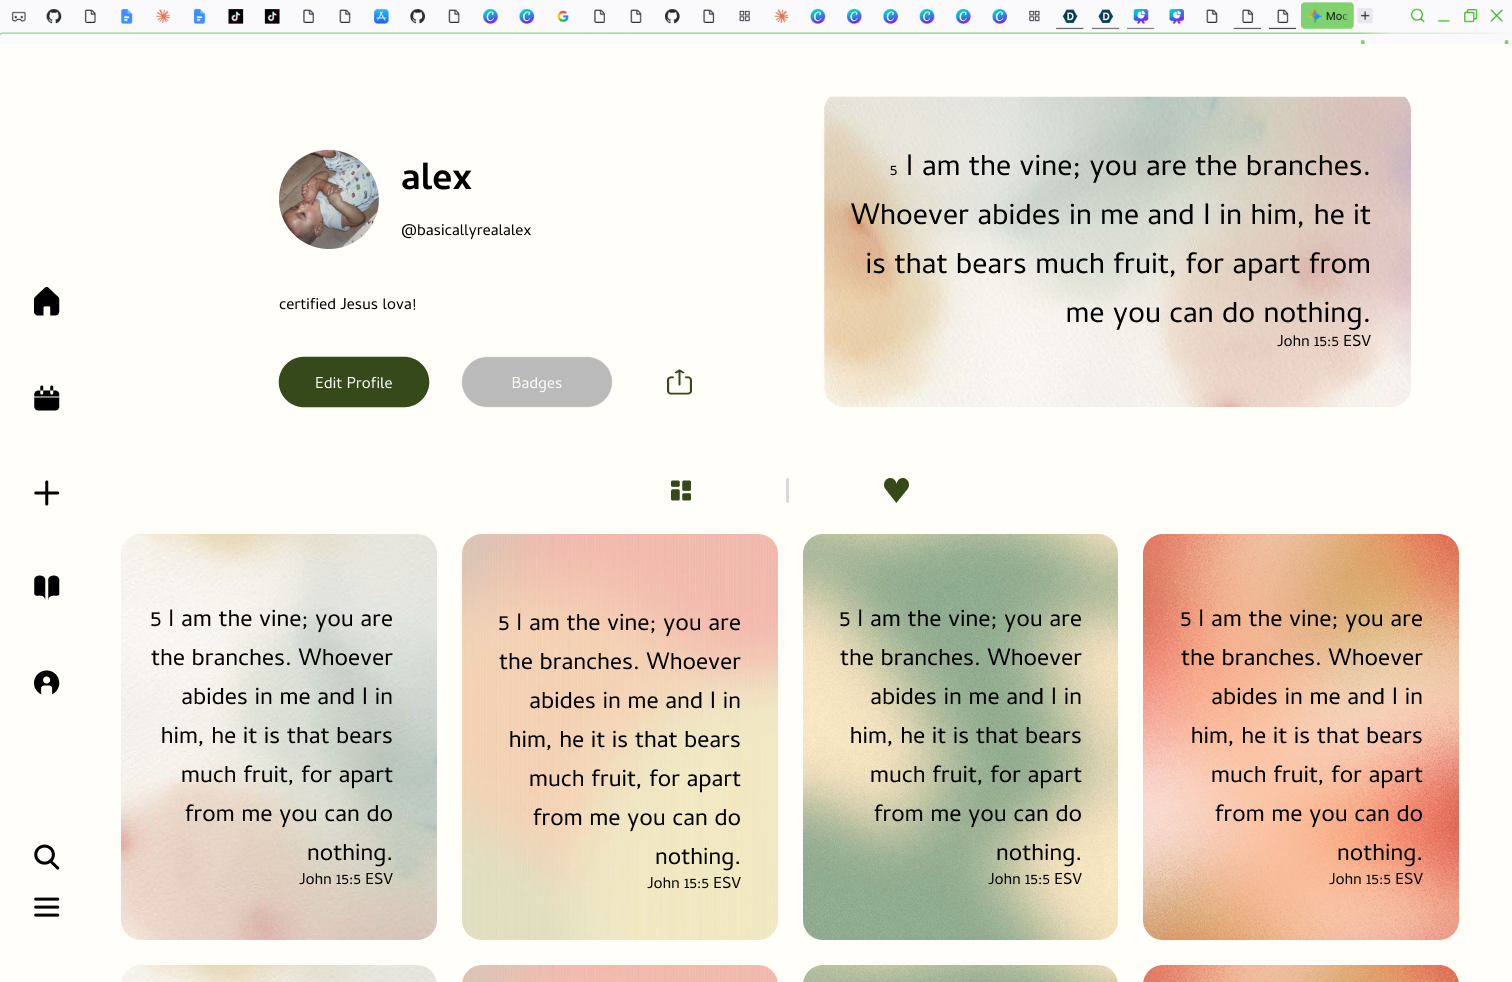 Moc
alex
@basicallyrealalex
certified Jesus lova!
Edit Profile
Badges
5 I am the vine; you are the branches.
Whoever abides in me and I in him, he it
is that bears much fruit, for apart from
me you can do nothing.
John 15:5 ESV
5 I am the vine; you are
the branches. Whoever
abides in me and I in
him, he it is that bears
much fruit, for apart
from me you can do
nothing.
John 15:5 ESV
5 I am the vine; you are
the branches. Whoever
abides in me and I in
him, he it is that bears
much fruit, for apart
from me you can do
nothing.
John 15:5 ESV
5 I am the vine; you are
the branches. Whoever
abides in me and I in
him, he it is that bears
much fruit, for apart
from me you can do
nothing.
John 15:5 ESV
5 I am the vine; you are
the branches. Whoever
abides in me and I in
him, he it is that bears
much fruit, for apart
from me you can do
nothing.
John 15:5 ESV